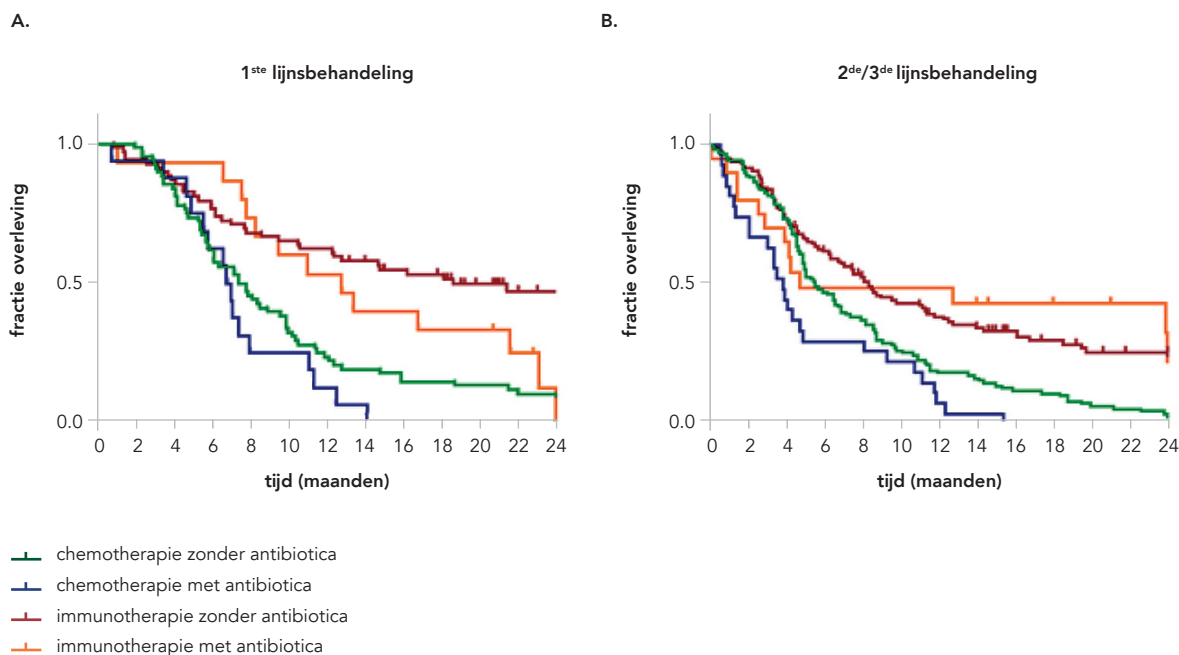 A.
1ste lijnsbehandeling
fractie overleving
1.0
0.5
0.0
0 2 4 6 8 10 12 14 16 18 20 22 24
tijd (maanden)
B.
2de/3de lijnsbehandeling
fractie overleving
1.0
0.5
0.0
0 2 4 6 8 10 12 14 16 18 20 22 24
tijd (maanden)
chemotherapie zonder antibiotica
chemotherapie met antibiotica
immunotherapie zonder antibiotica
immunotherapie met antibiotica